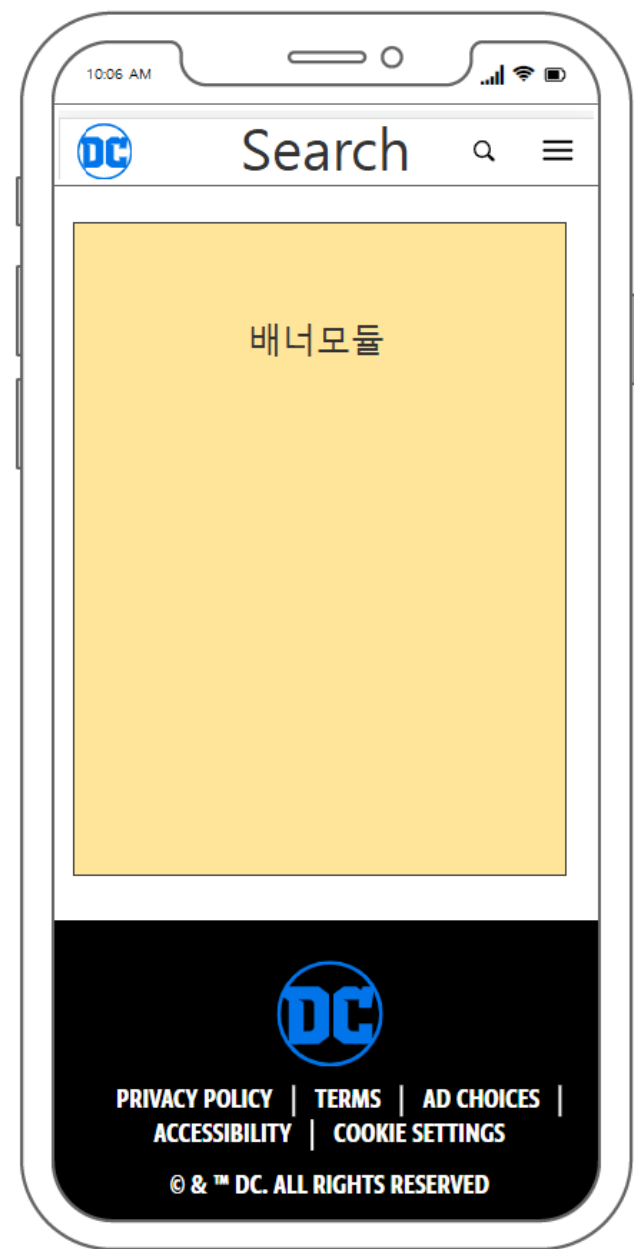 10:06 AM
DC Search
배너모듈
DC
PRIVACY POLICY | TERMS | AD CHOICES |
ACCESSIBILITY | COOKIE SETTINGS
© & ™ DC. ALL RIGHTS RESERVED